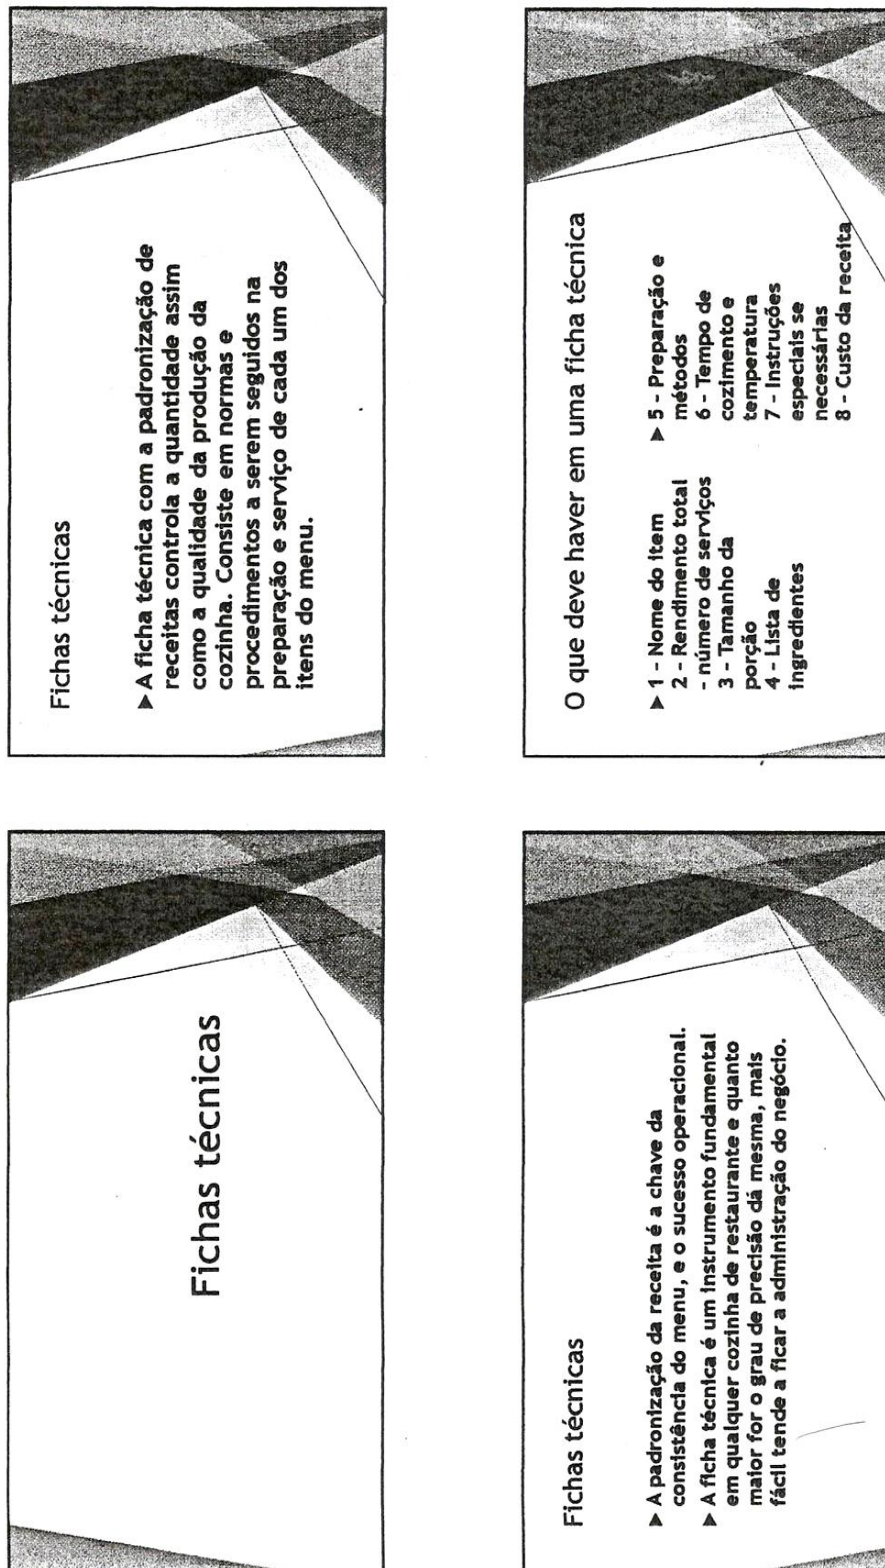 Fichas técnicas
Fichas técnicas
▶ A ficha técnica com a padronização de
receitas controla a quantidade assim
como a qualidade da produção da
cozinha. Consiste em normas e
procedimentos a serem seguidos na
preparação e serviço de cada um dos
itens do menu.
Fichas técnicas
▶ A padronização da receita é a chave da
consistência do menu, e o sucesso operacional.
▶ A ficha técnica é um instrumento fundamental
em qualquer cozinha de restaurante e quanto
maior for o grau de precisão dá mesma, mais
fácil tende a ficar a administração do negócio.
O que deve haver em uma ficha técnica
▶ 1 - Nome do item
2 - Rendimento total
- número de serviços
3 - Tamanho da
porção
4 - Lista de
ingredientes
▶ 5 - Preparação e
métodos
6 - Tempo de
cozimento e
temperatura
7 - Instruções
especiais se
necessárias
8 - Custo da receita